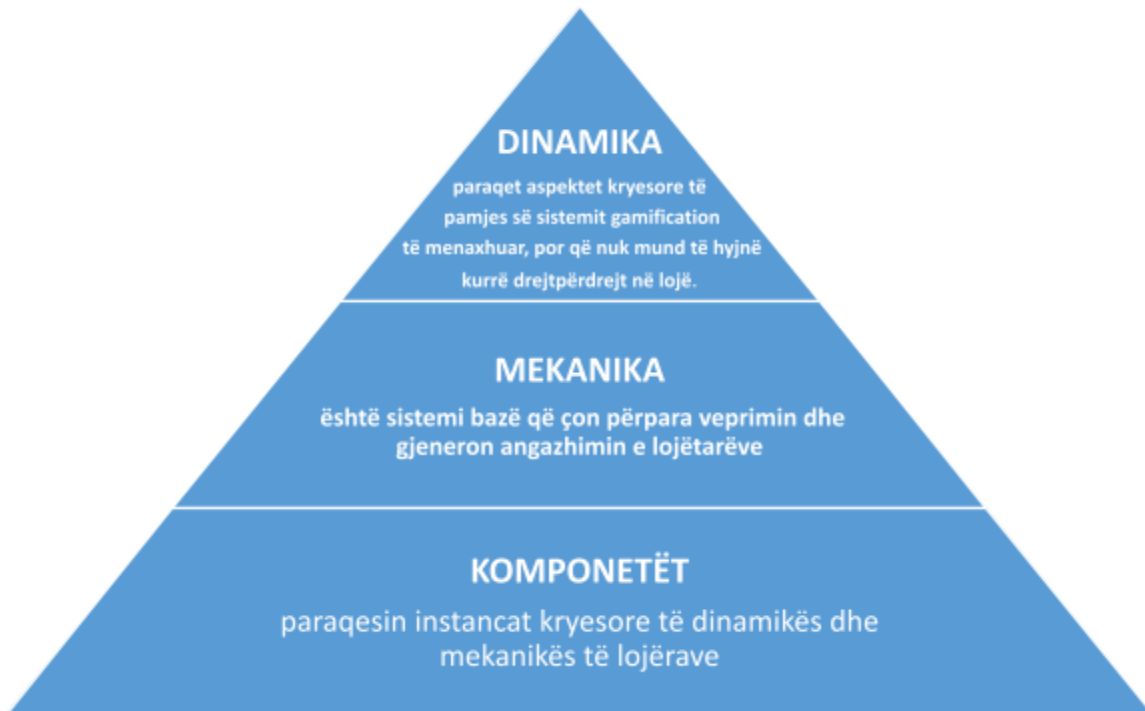 DINAMIKA
paraqet aspektet kryesore të
pamjes së sistemit gamification
të menaxhuar, por që nuk mund të hyjnë
kurrë drejtpërdrejt në lojë.
MEKANIKA
është sistemi bazë që çon përpara veprimin dhe
gjeneron angazhimin e lojëtarëve
KOMPONETËT
paraqesin instancat kryesore të dinamikës dhe
mekanikës të lojërave